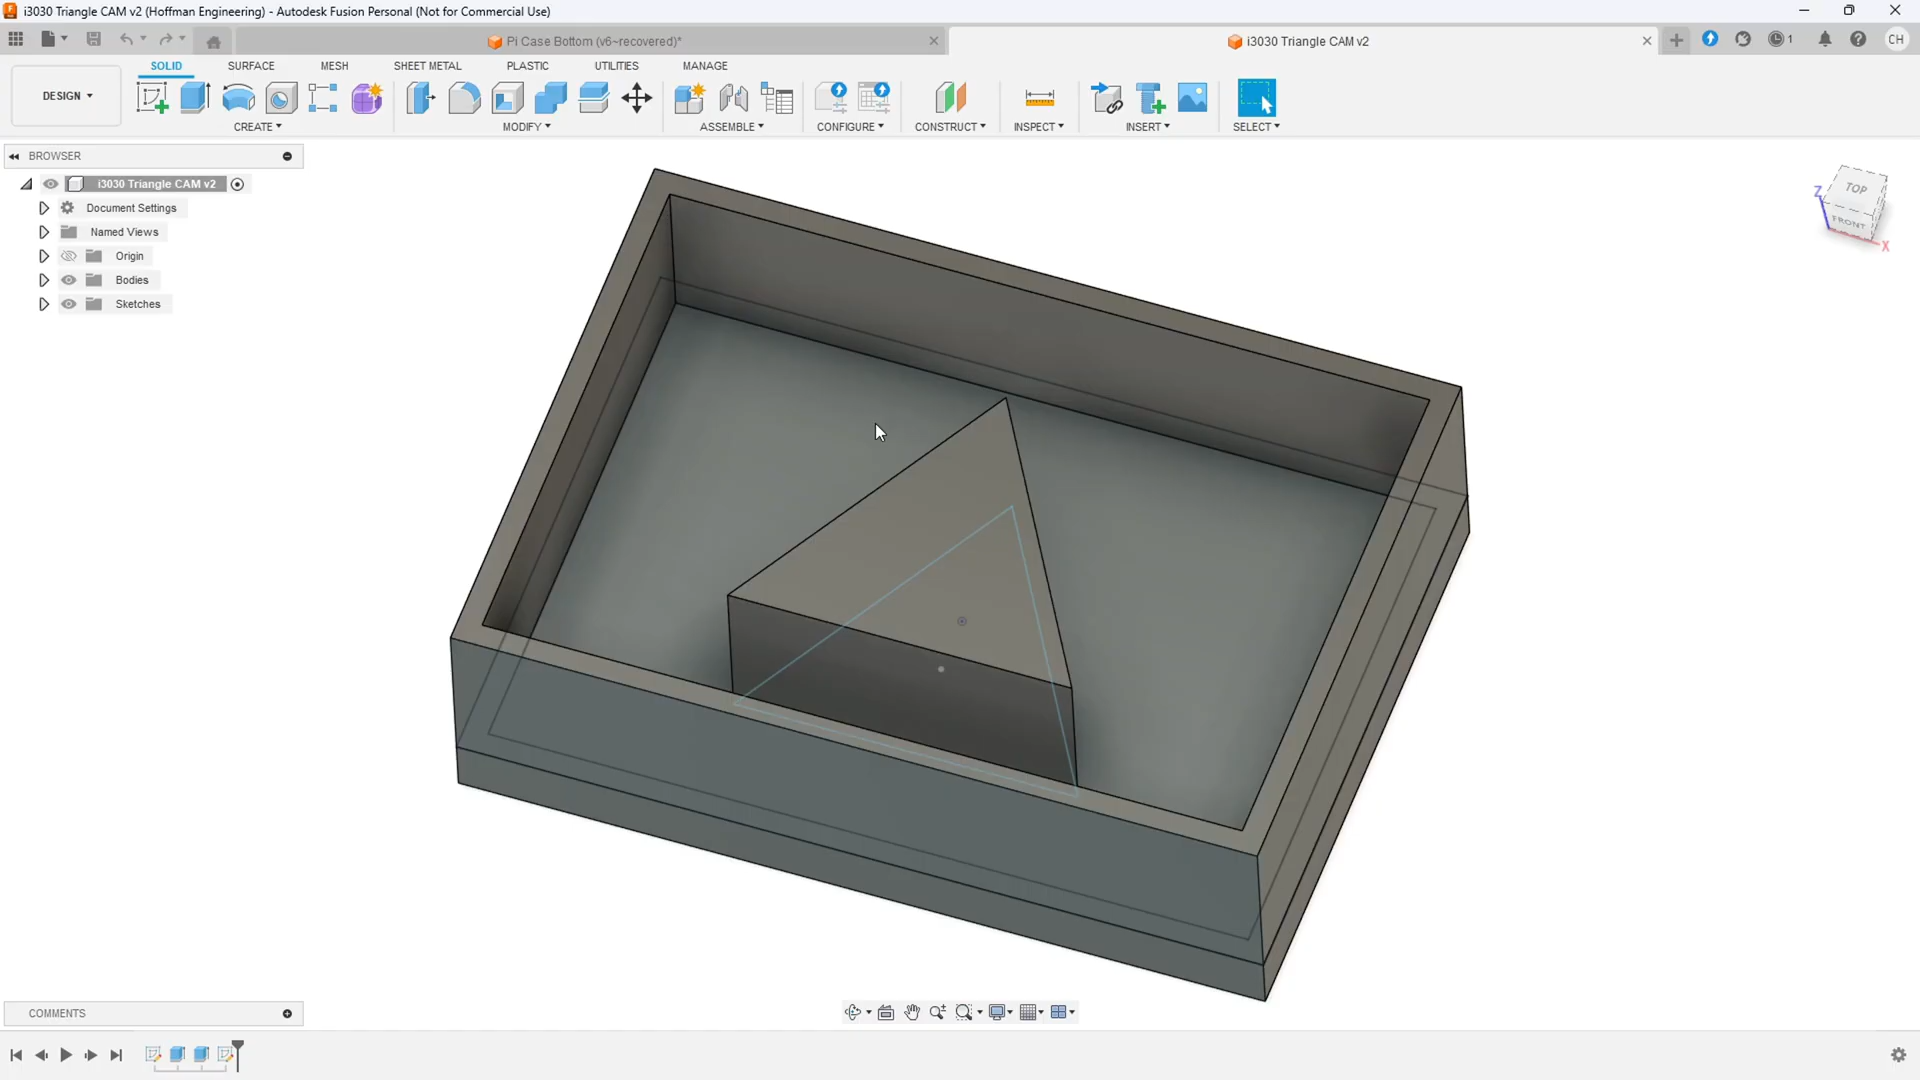 i3030 Triangle CAM v2 (Hoffman Engineering) - Autodesk Fusion Personal (Not for Commercial Use)
Pi Case Bottom (v6~recovered)*
i3030 Triangle CAM v2
1
CH
DESIGN
SOLID
SURFACE
MESH
SHEET METAL
PLASTIC
UTILITIES
MANAGE
CREATE
MODIFY
ASSEMBLE
CONFIGURE
CONSTRUCT
INSPECT
INSERT
SELECT
BROWSER
i3030 Triangle CAM v2
Document Settings
Named Views
Origin
Bodies
Sketches
TOP
FRONT
Z
X
COMMENTS